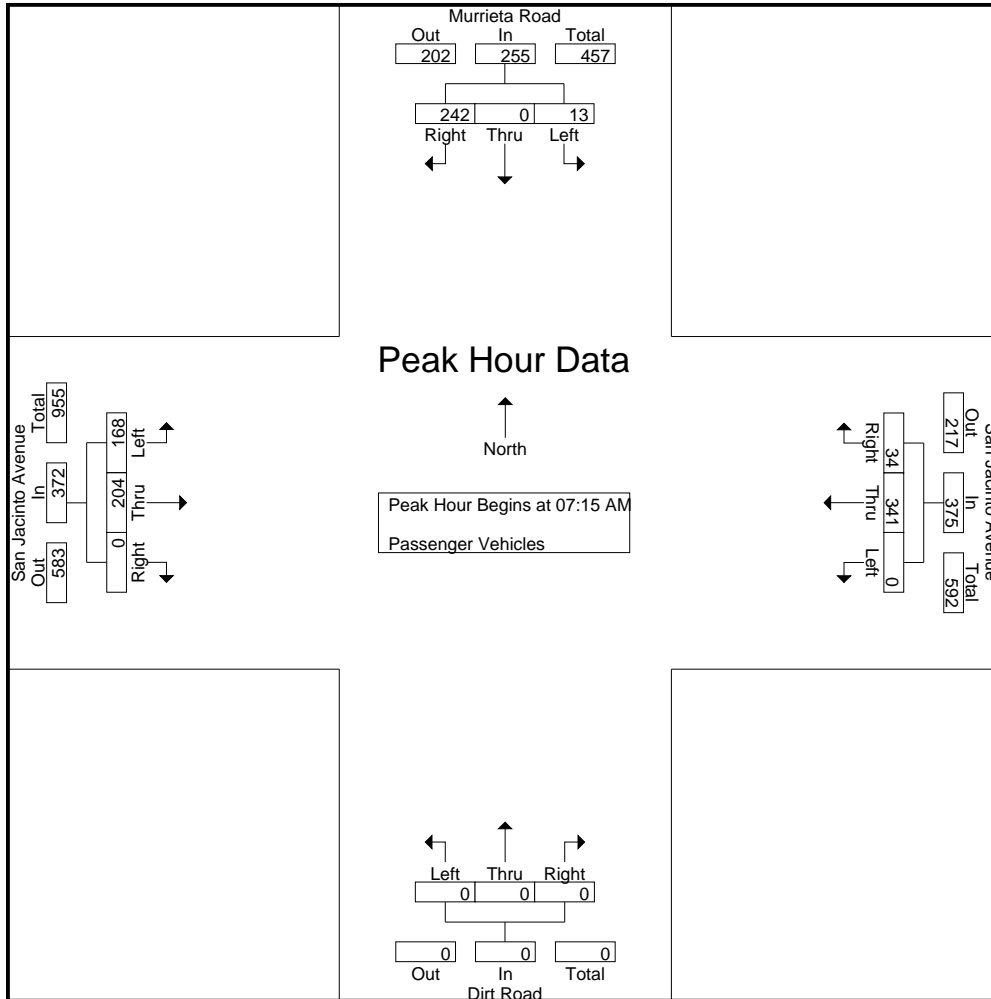 Murrieta Road
Out In Total
202 255 457
242 0 13
Right Thru Left
Peak Hour Data
North
Peak Hour Begins at 07:15 AM
Passenger Vehicles
San Jacinto Avenue
Total In Out
955 372 583
168 204 0
Left Thru Right
San Jacinto Avenue
Out In Total
217 375 592
34 341 0
Right Thru Left
Left Thru Right
0 0 0
0 0 0
Out In Total
Dirt Road